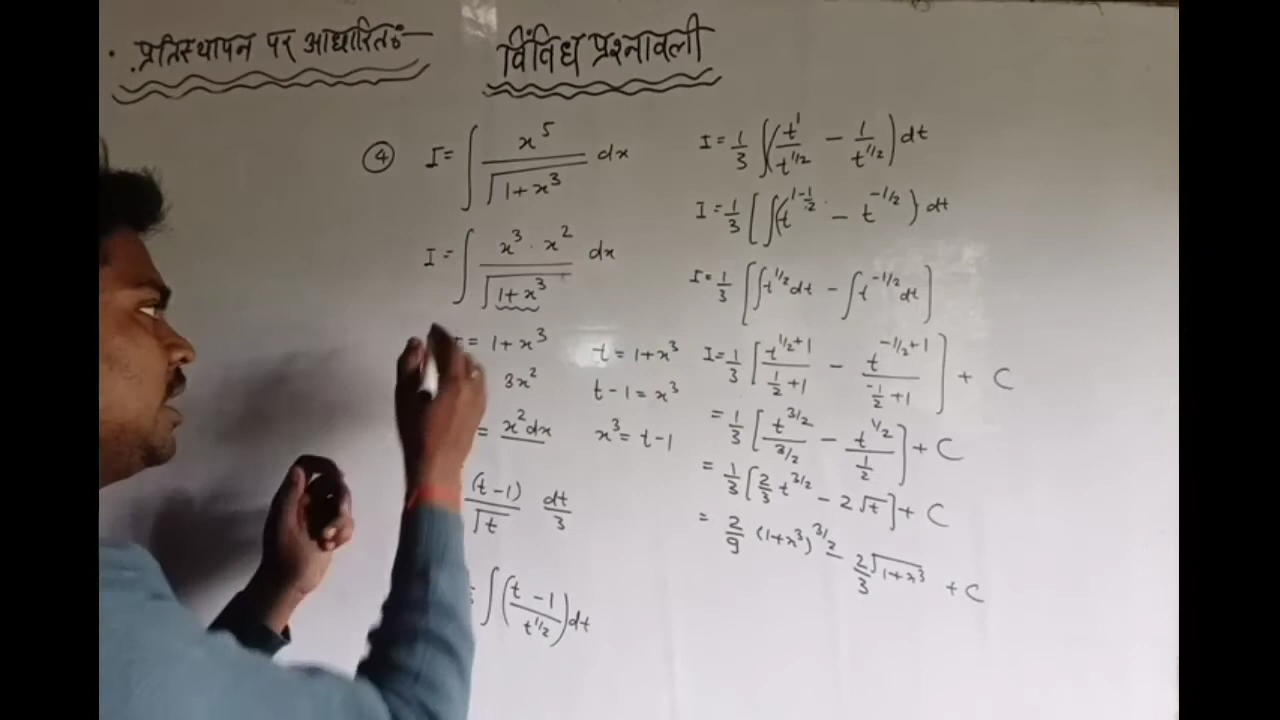 • प्रतिस्थापन पर आधारितः—
विविध प्रश्नावली
④ I = ∫ x⁵ / √(1+x³) dx
I = ∫ x³ · x² / √(1+x³) dx
= 1 + x³
3x²
= x²dx
t = 1+x³
t - 1 = x³
x³ = t - 1
(t-1) / √t dt/3
∫ (t - 1 / t^(1/2)) dt
I = 1/3 ∫ (t¹ / t^(1/2) - 1 / t^(1/2)) dt
I = 1/3 [∫ (t^(1-1/2) - t^(-1/2)) dt
I = 1/3 [∫ t^(1/2) dt - ∫ t^(-1/2) dt]
I = 1/3 [t^(1/2+1) / (1/2+1) - t^(-1/2+1) / (-1/2+1)] + C
= 1/3 [t^(3/2) / 3/2 - t^(1/2) / 1/2] + C
= 1/3 [2/3 t^(3/2) - 2√t] + C
= 2/9 (1+x³)^(3/2) - 2/3 √(1+x³) + C